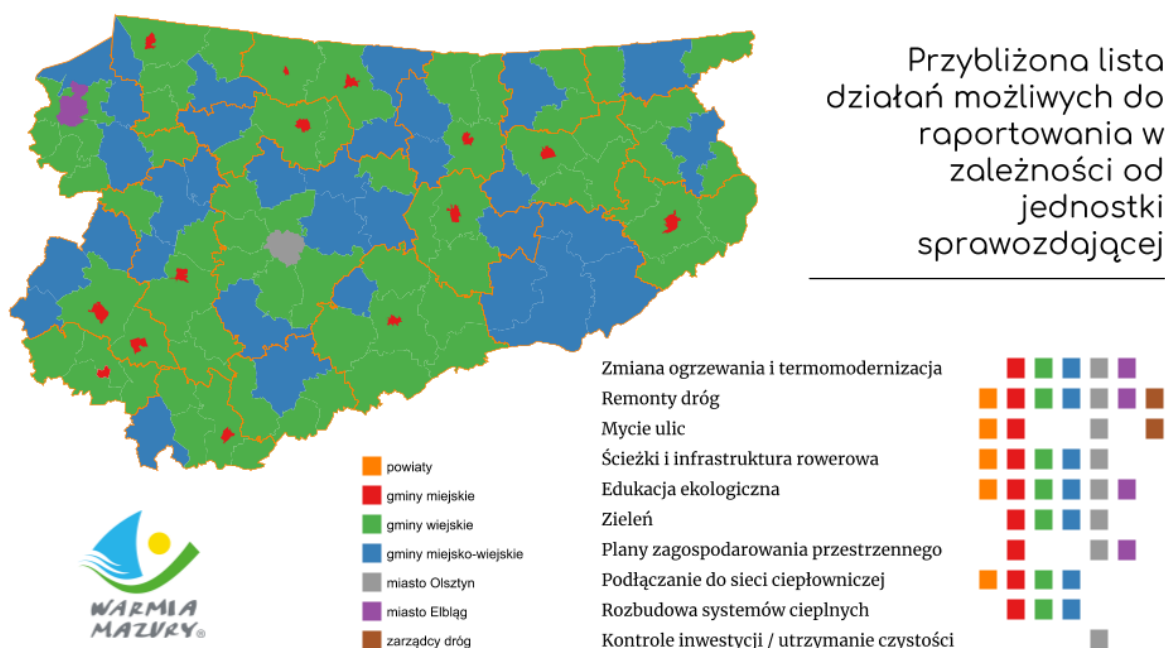 Przybliżona lista
działań możliwych do
raportowania w
zależności od
jednostki
sprawozdającej
Zmiana ogrzewania i termomodernizacja
Remonty dróg
Mycie ulic
Ścieżki i infrastruktura rowerowa
Edukacja ekologiczna
Zieleń
Plany zagospodarowania przestrzennego
Podłączanie do sieci ciepłowniczej
Rozbudowa systemów cieplnych
Kontrole inwestycji / utrzymanie czystości
powiaty
gminy miejskie
gminy wiejskie
gminy miejsko-wiejskie
miasto Olsztyn
miasto Elbląg
zarządcy dróg
WARMIA
MAZURY®